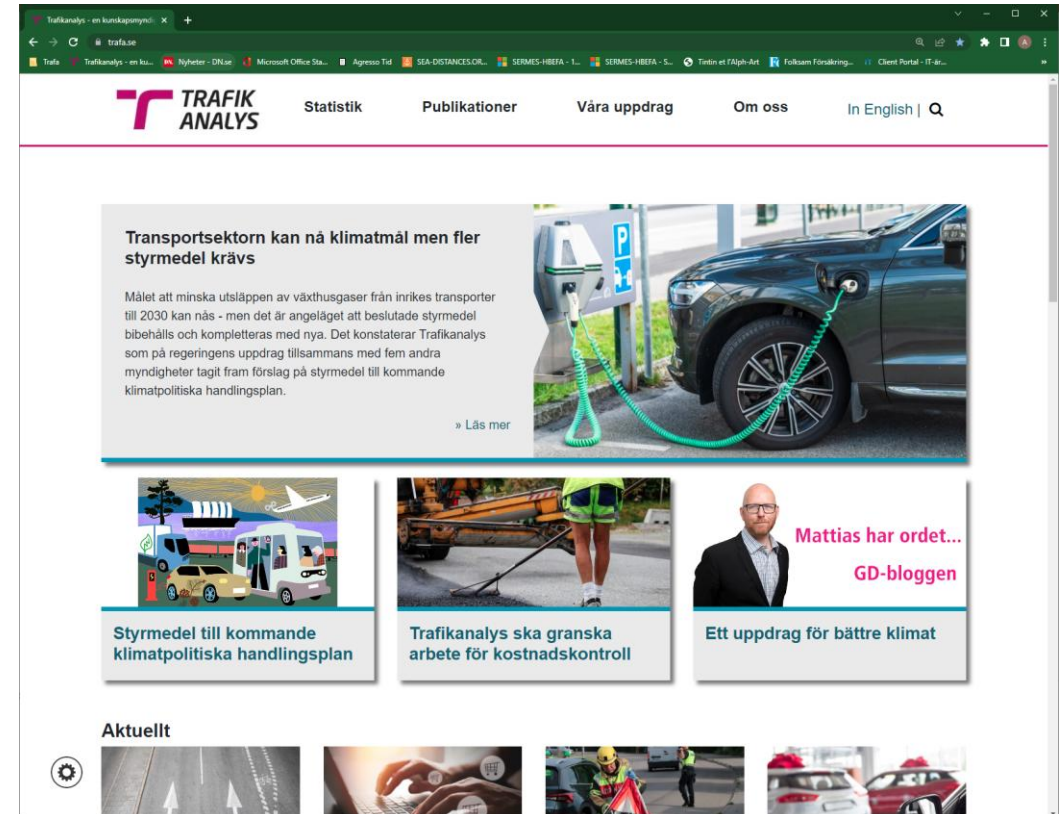 Trafikanalys - en kunskapsmyndi
trafa.se
Trafa
Trafikanalys - en ku...
DN.
Nyheter - DN.se
Microsoft Office Sta...
Agresso Tid
SEA-DISTANCES.OR...
SERMES-HBEFA - 1...
SERMES-HBEFA - S...
Tintin et l'Alph-Art
Folksam Försäkring...
Client Portal - IT-är...
A
TRAFIK
ANALYS
Statistik
Publikationer
Våra uppdrag
Om oss
In English |
Transportsektorn kan nå klimatmål men fler
styrmedel krävs
Målet att minska utsläppen av växthusgaser från inrikes transporter
till 2030 kan nås - men det är angeläget att beslutade styrmedel
bibehålls och kompletteras med nya. Det konstaterar Trafikanalys
som på regeringens uppdrag tillsammans med fem andra
myndigheter tagit fram förslag på styrmedel till kommande
klimatpolitiska handlingsplan.
» Läs mer
P
Mattias har ordet...
GD-bloggen
Styrmedel till kommande
klimatpolitiska handlingsplan
Trafikanalys ska granska
arbete för kostnadskontroll
Ett uppdrag för bättre klimat
Aktuellt